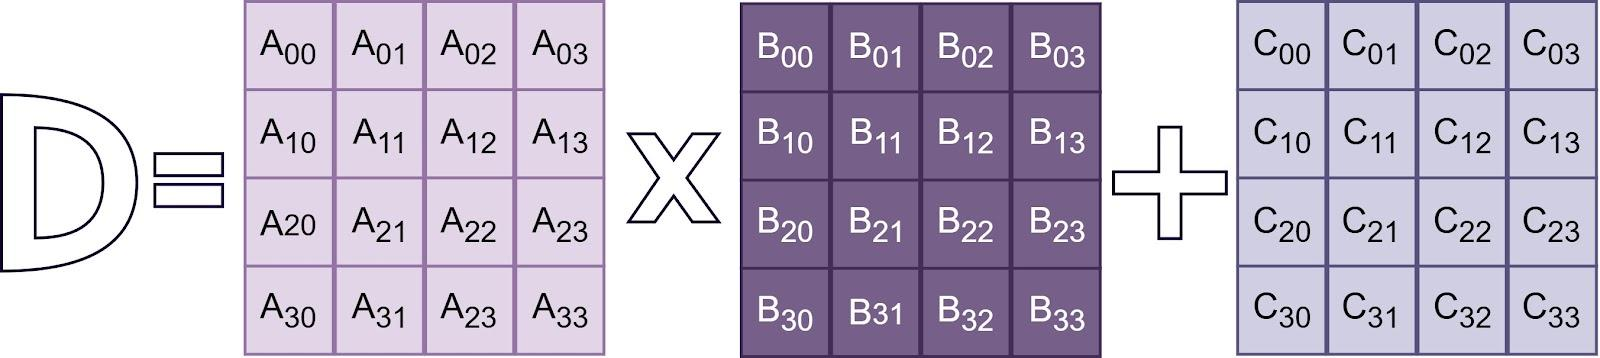 D = A₀₀ A₀₁ A₀₂ A₀₃ x B₀₀ B₀₁ B₀₂ B₀₃ + C₀₀ C₀₁ C₀₂ C₀₃
A₁₀ A₁₁ A₁₂ A₁₃ B₁₀ B₁₁ B₁₂ B₁₃ C₁₀ C₁₁ C₁₂ C₁₃
A20 A₂₁ A₂₂ A₂₃ B₂₀ B₂₁ B₂₂ B₂₃ C₂₀ C₂₁ C₂₂ C₂₃
A₃₀ A₃₁ A₂₃ A₃₃ B₃₀ B31 B₃₂ B₃₃ C₃₀ C₃₁ C₃₂ C₃₃